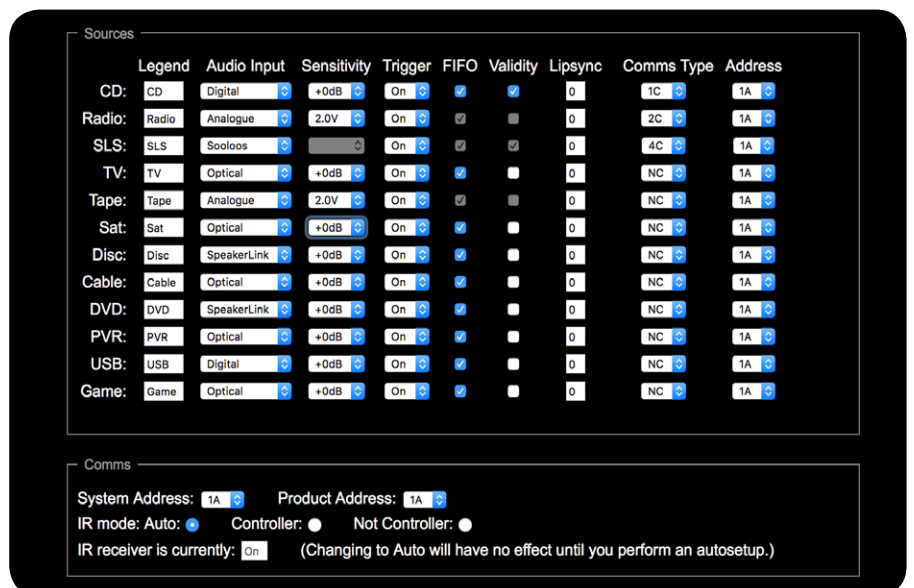 Sources
Legend Audio Input Sensitivity Trigger FIFO Validity Lipsync Comms Type Address
CD: CD Digital +0dB On 0 1C 1A
Radio: Radio Analogue 2.0V On 0 2C 1A
SLS: SLS Sooloos On 0 4C 1A
TV: TV Optical +0dB On 0 NC 1A
Tape: Tape Analogue 2.0V On 0 NC 1A
Sat: Sat Optical +0dB On 0 NC 1A
Disc: Disc SpeakerLink +0dB On 0 NC 1A
Cable: Cable Optical +0dB On 0 NC 1A
DVD: DVD SpeakerLink +0dB On 0 NC 1A
PVR: PVR Optical +0dB On 0 NC 1A
USB: USB Digital +0dB On 0 NC 1A
Game: Game Optical +0dB On 0 NC 1A
Comms
System Address: 1A Product Address: 1A
IR mode: Auto: Controller: Not Controller:
IR receiver is currently: On (Changing to Auto will have no effect until you perform an autosetup.)